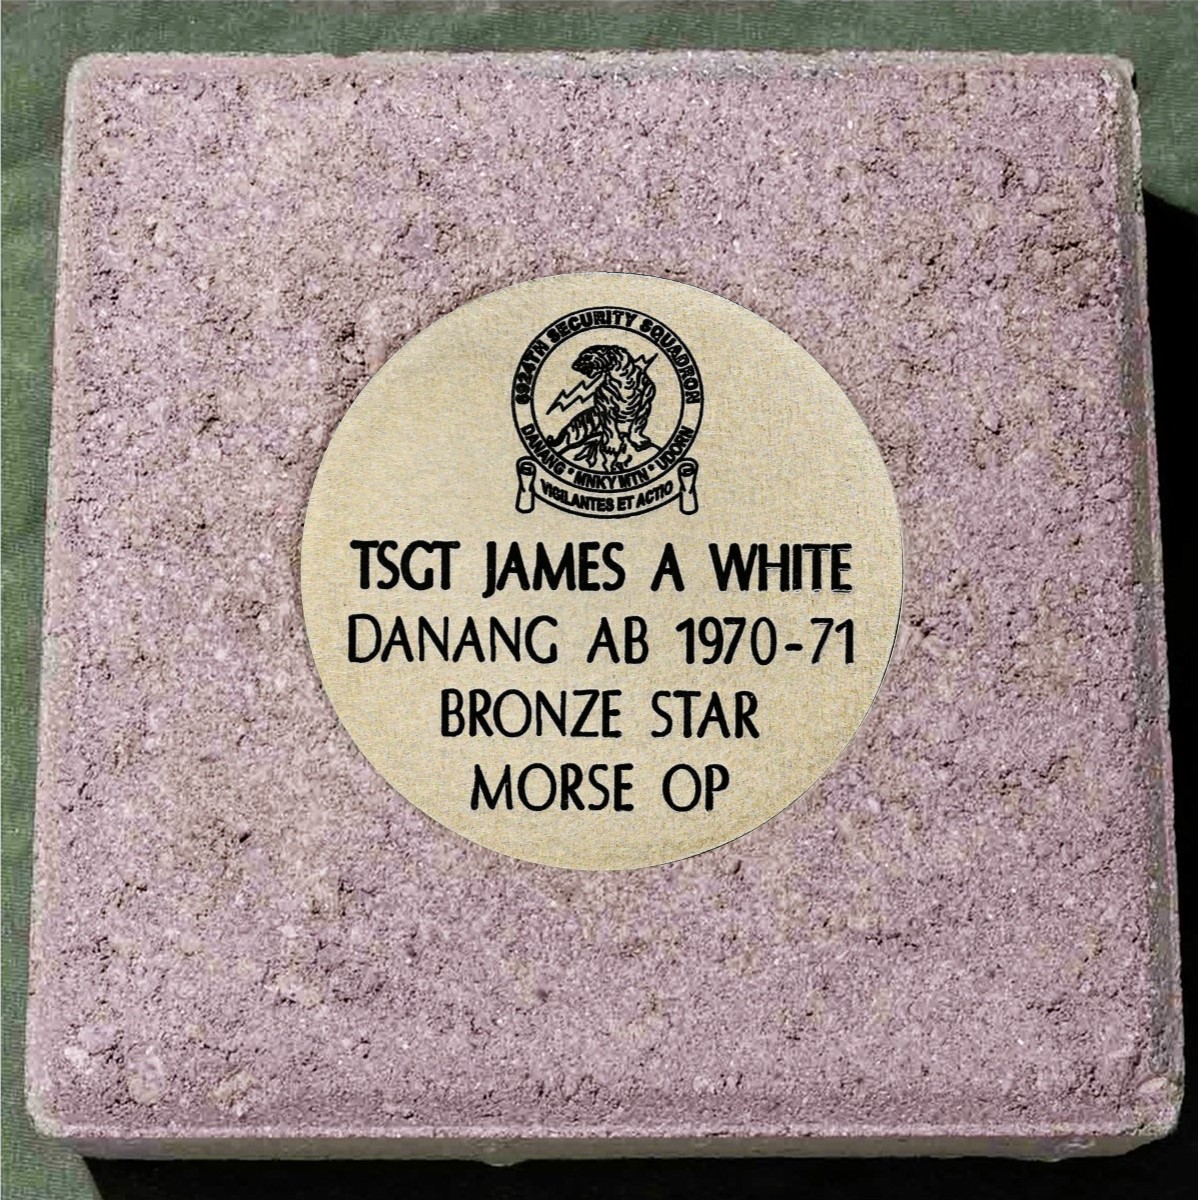 6924TH SECURITY SQUADRON
DANANG * MNKY MTN * UDORN
VIGILANTES ET ACTIO
TSGT JAMES A WHITE
DANANG AB 1970-71
BRONZE STAR
MORSE OP